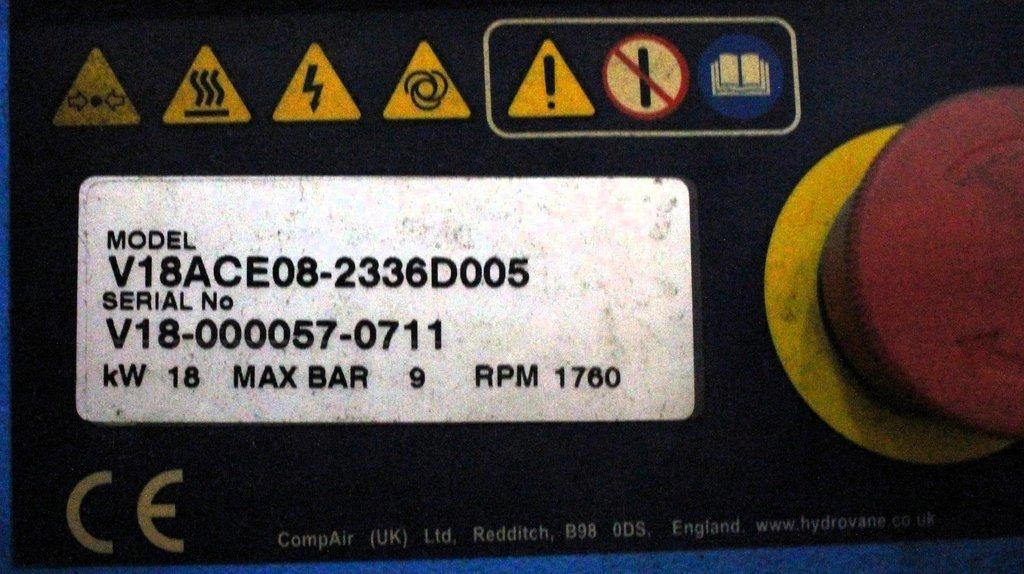 MODEL
V18ACE08-2336D005
SERIAL No
V18-000057-0711
kW 18 MAX BAR 9 RPM 1760
CE
CompAir (UK) Ltd, Redditch, B98 0DS, England. www.hydrovane.co.uk